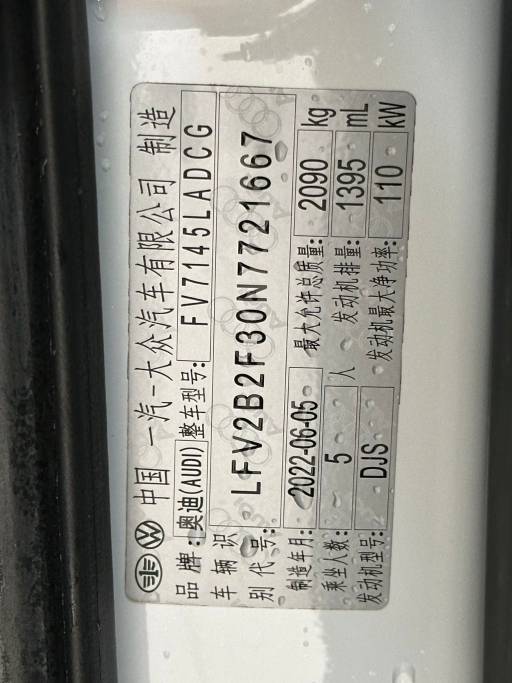 中国 一汽-大众汽车有限公司 制造
品牌:奥迪(AUDI) 整车型号: FV7145LADCG
车辆识别代号: LFV2B2F30N7721667
制造年月: 2022-06-05 最大允许总质量: 2090 kg
乘坐人数: 5 人 发动机排量: 1395 mL
发动机型号: DJS 发动机最大净功率: 110 kW